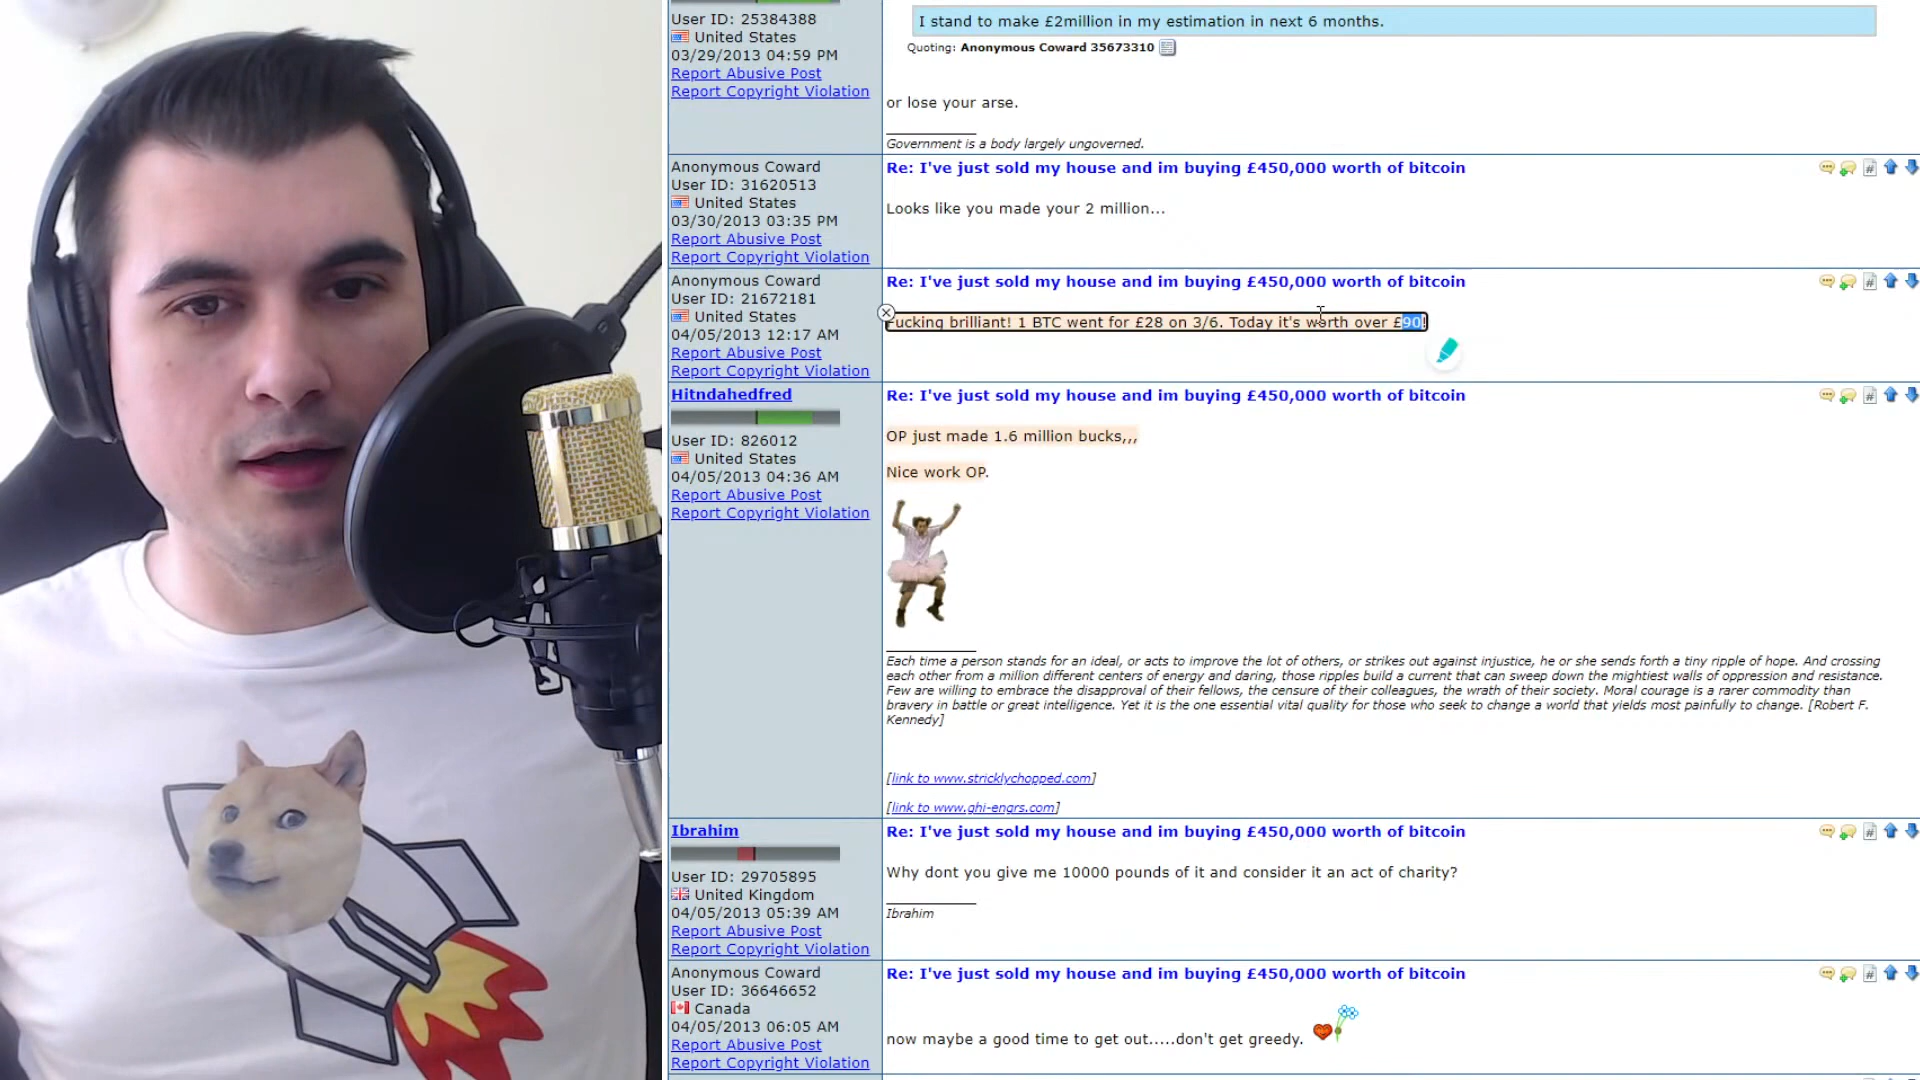 User ID: 25384388
United States
03/29/2013 04:59 PM
Report Abusive Post
Report Copyright Violation
I stand to make £2million in my estimation in next 6 months.
Quoting: Anonymous Coward 35673310
or lose your arse.
Government is a body largely ungoverned.
Anonymous Coward
User ID: 31620513
United States
03/30/2013 03:35 PM
Report Abusive Post
Report Copyright Violation
Re: I've just sold my house and im buying £450,000 worth of bitcoin
Looks like you made your 2 million...
Anonymous Coward
User ID: 21672181
United States
04/05/2013 12:17 AM
Report Abusive Post
Report Copyright Violation
Re: I've just sold my house and im buying £450,000 worth of bitcoin
Fucking brilliant! 1 BTC went for £28 on 3/6. Today it's worth over £90!
Hitndahedfred
User ID: 826012
United States
04/05/2013 04:36 AM
Report Abusive Post
Report Copyright Violation
Re: I've just sold my house and im buying £450,000 worth of bitcoin
OP just made 1.6 million bucks,,,
Nice work OP.
Each time a person stands for an ideal, or acts to improve the lot of others, or strikes out against injustice, he or she sends forth a tiny ripple of hope. And crossing
each other from a million different centers of energy and daring, those ripples build a current that can sweep down the mightiest walls of oppression and resistance.
Few are willing to embrace the disapproval of their fellows, the censure of their colleagues, the wrath of their society. Moral courage is a rarer commodity than
bravery in battle or great intelligence. Yet it is the one essential vital quality for those who seek to change a world that yields most painfully to change. [Robert F.
Kennedy]
[link to www.stricklychopped.com]
[link to www.ghi-engrs.com]
Ibrahim
User ID: 29705895
United Kingdom
04/05/2013 05:39 AM
Report Abusive Post
Report Copyright Violation
Re: I've just sold my house and im buying £450,000 worth of bitcoin
Why dont you give me 10000 pounds of it and consider it an act of charity?
Ibrahim
Anonymous Coward
User ID: 36646652
Canada
04/05/2013 06:05 AM
Report Abusive Post
Report Copyright Violation
Re: I've just sold my house and im buying £450,000 worth of bitcoin
now maybe a good time to get out.....don't get greedy.